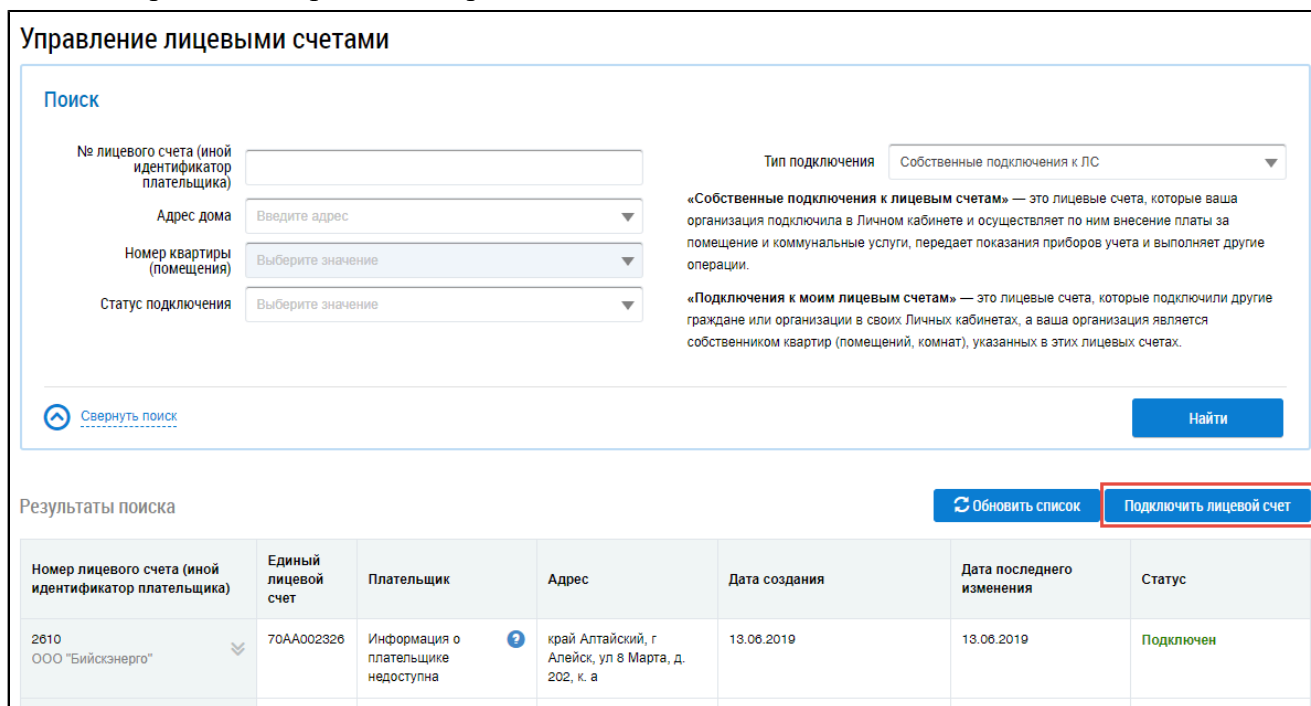 Управление лицевыми счетами
Поиск
№ лицевого счета (иной
идентификатор
плательщика)
Адрес дома
Введите адрес
Номер квартиры
(помещения)
Выберите значение
Статус подключения
Выберите значение
Тип подключения
Собственные подключения к ЛС
«Собственные подключения к лицевым счетам» — это лицевые счета, которые ваша
организация подключила в Личном кабинете и осуществляет по ним внесение платы за
помещение и коммунальные услуги, передает показания приборов учета и выполняет другие
операции.
«Подключения к моим лицевым счетам» — это лицевые счета, которые подключили другие
граждане или организации в своих Личных кабинетах, а ваша организация является
собственником квартир (помещений, комнат), указанных в этих лицевых счетах.
Свернуть поиск
Найти
Результаты поиска
Обновить список
Подключить лицевой счет
Номер лицевого счета (иной
идентификатор плательщика)
Единый
лицевой
счет
Плательщик
Адрес
Дата создания
Дата последнего
изменения
Статус
2610
ООО "Бийскэнерго"
70АА002326
Информация о
плательщике
недоступна
край Алтайский, г
Алейск, ул 8 Марта, д.
202, к. а
13.06.2019
13.06.2019
Подключен